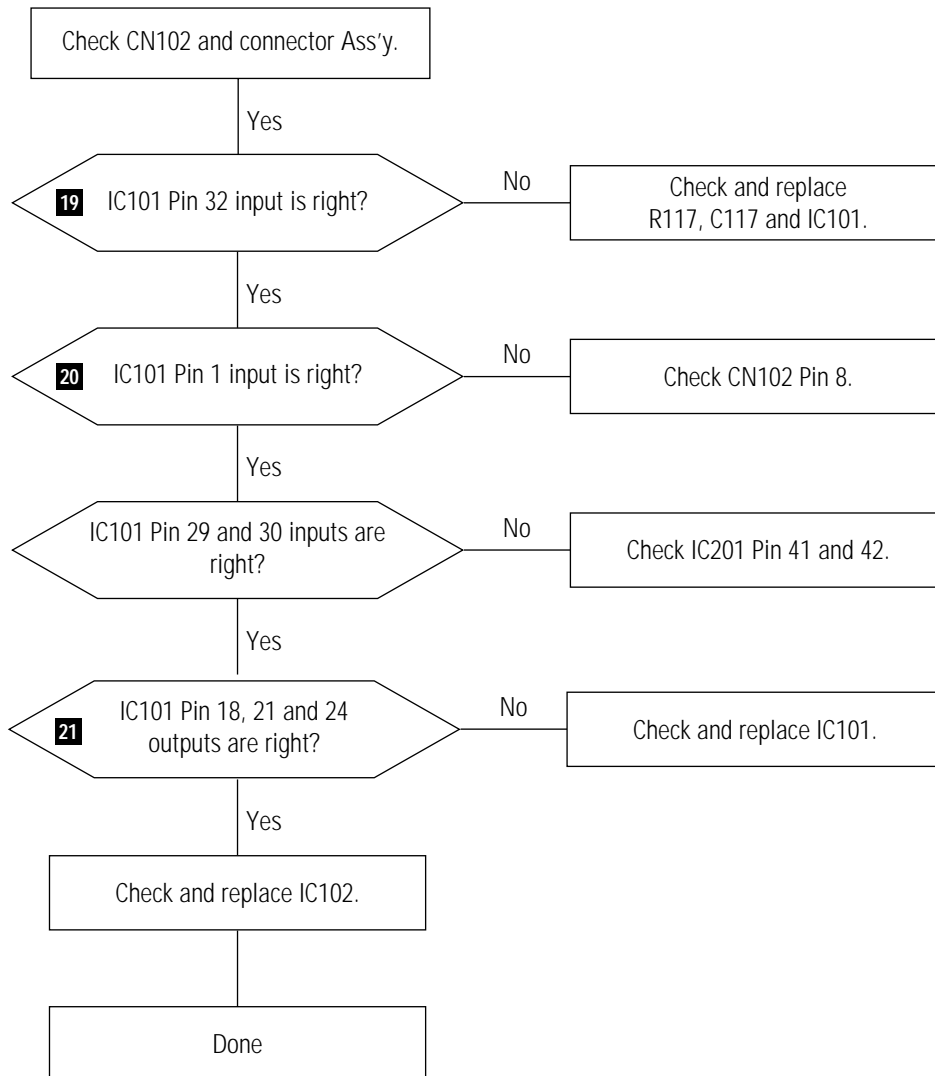 Check CN102 and connector Ass'y.
Yes
19 IC101 Pin 32 input is right?
No
Check and replace
R117, C117 and IC101.
Yes
20 IC101 Pin 1 input is right?
No
Check CN102 Pin 8.
Yes
IC101 Pin 29 and 30 inputs are
right?
No
Check IC201 Pin 41 and 42.
Yes
21 IC101 Pin 18, 21 and 24
outputs are right?
No
Check and replace IC101.
Yes
Check and replace IC102.
Done